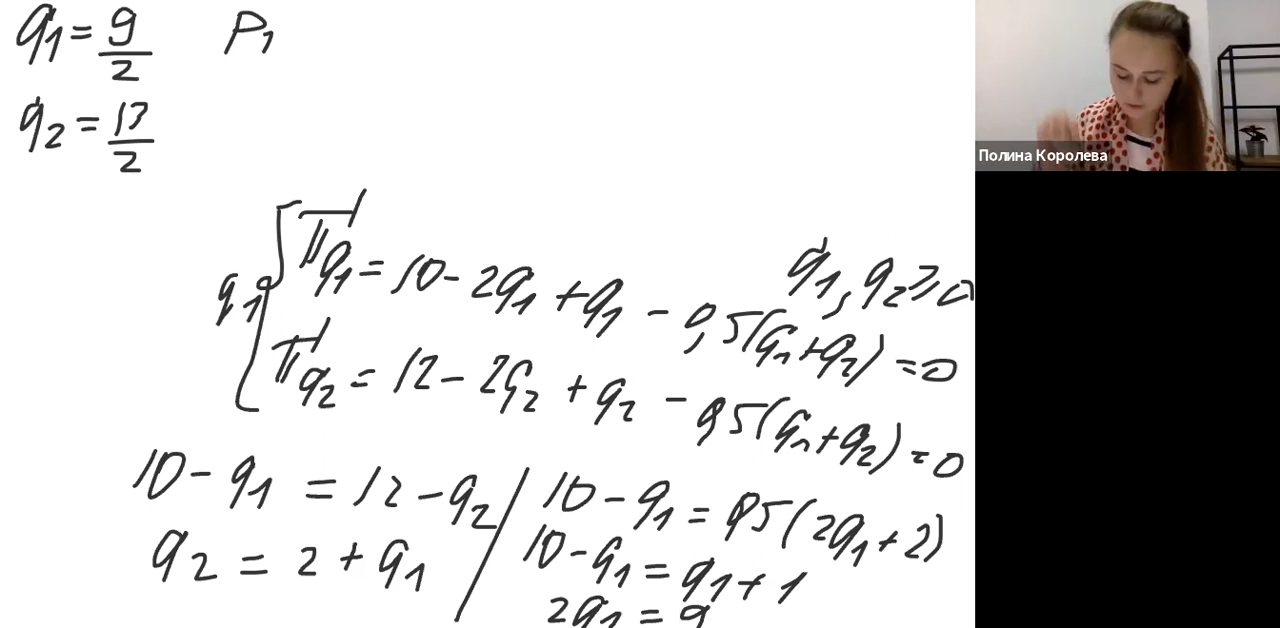 q1 = 9/2 P1
q2 = 13/2
q1, q2 ≥ 0
q1 π'q1 = 10 - 2q1 + q1 - 0,5(q1+q2) = 0
π'q2 = 12 - 2q2 + q2 - 0,5(q1+q2) = 0
10 - q1 = 12 - q2
q2 = 2 + q1
10 - q1 = 0,5(2q1+2)
10 - q1 = q1 + 1
2q1 = 9
Полина Королева